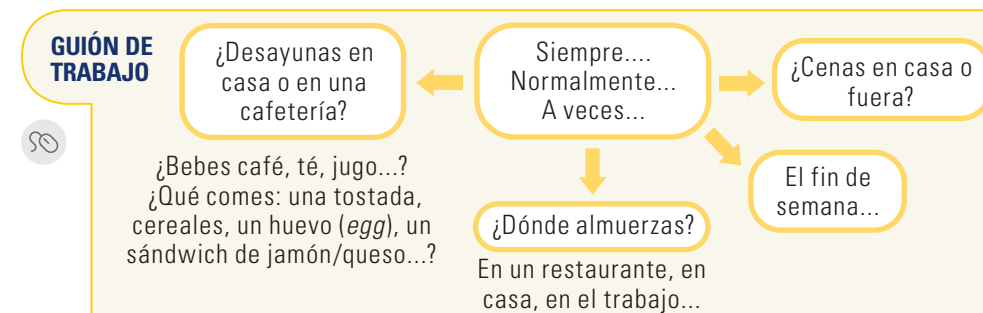 GUIÓN DE
TRABAJO
¿Desayunas en
casa o en una
cafetería?
¿Bebes café, té, jugo...?
¿Qué comes: una tostada,
cereales, un huevo (egg), un
sándwich de jamón/queso...?
Siempre....
Normalmente...
A veces...
¿Dónde almuerzas?
En un restaurante, en
casa, en el trabajo...
¿Cenas en casa o
fuera?
El fin de
semana...